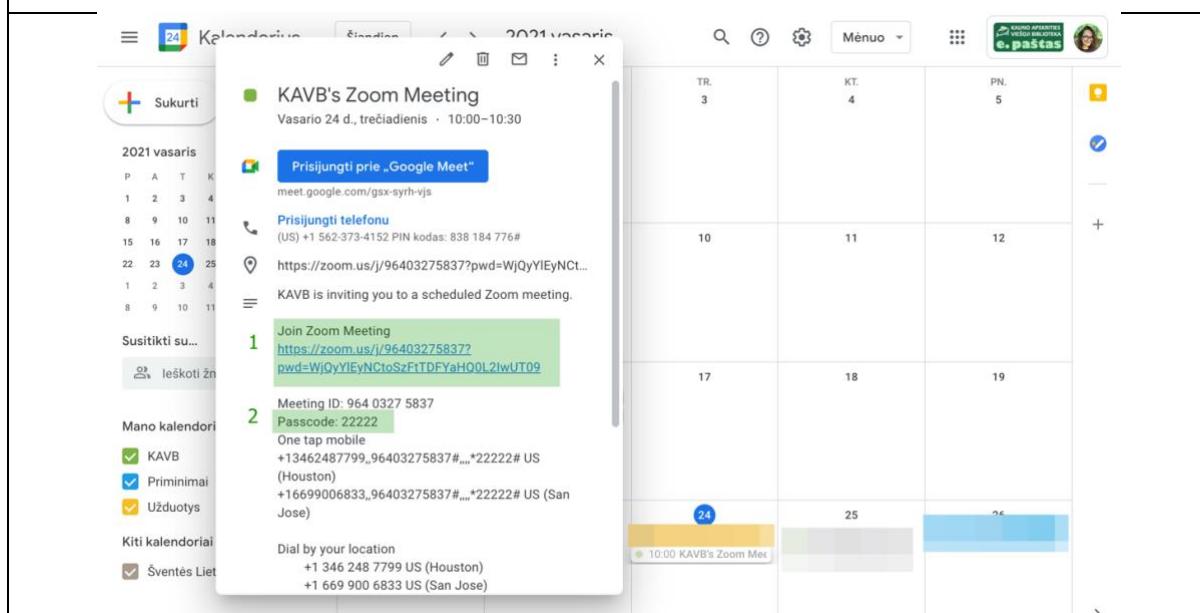 24
2021 vasaris
Mėnuo
KAUNO APSKRITIES
VIEŠOJI BIBLIOTEKA
e. paštas
Sukurti
2021 vasaris
P A T K
1 2 3 4
8 9 10 11
15 16 17 18
22 23 24 25
1 2 3 4
8 9 10 11
Susitikti su...
Ieškoti
Mano
KAVB
Priminimai
Užduotys
Kiti kalendoriai
Šventės
KAVB's Zoom Meeting
Vasario 24 d., trečiadienis · 10:00–10:30
Prisijungti prie „Google Meet“
meet.google.com/gsx-syrh-vjs
Prisijungti telefonu
(US) +1 562-373-4152 PIN kodas: 838 184 776#
https://zoom.us/j/96403275837?pwd=WjQyYlEyNCt...
KAVB is inviting you to a scheduled Zoom meeting.
1
Join Zoom Meeting
https://zoom.us/j/96403275837?
pwd=WjQyYlEyNCtoSzFtTDFYaHQ0L2IwUT09
2
Meeting ID: 964 0327 5837
Passcode: 22222
One tap mobile
+13462487799,,96403275837#,,,,*22222# US
(Houston)
+16699006833,,96403275837#,,,,*22222# US (San
Jose)
Dial by your location
+1 346 248 7799 US (Houston)
+1 669 900 6833 US (San Jose)
TR. KT. PN.
3 4 5
10 11 12
17 18 19
24 25
10:00 KAVB's Zoom